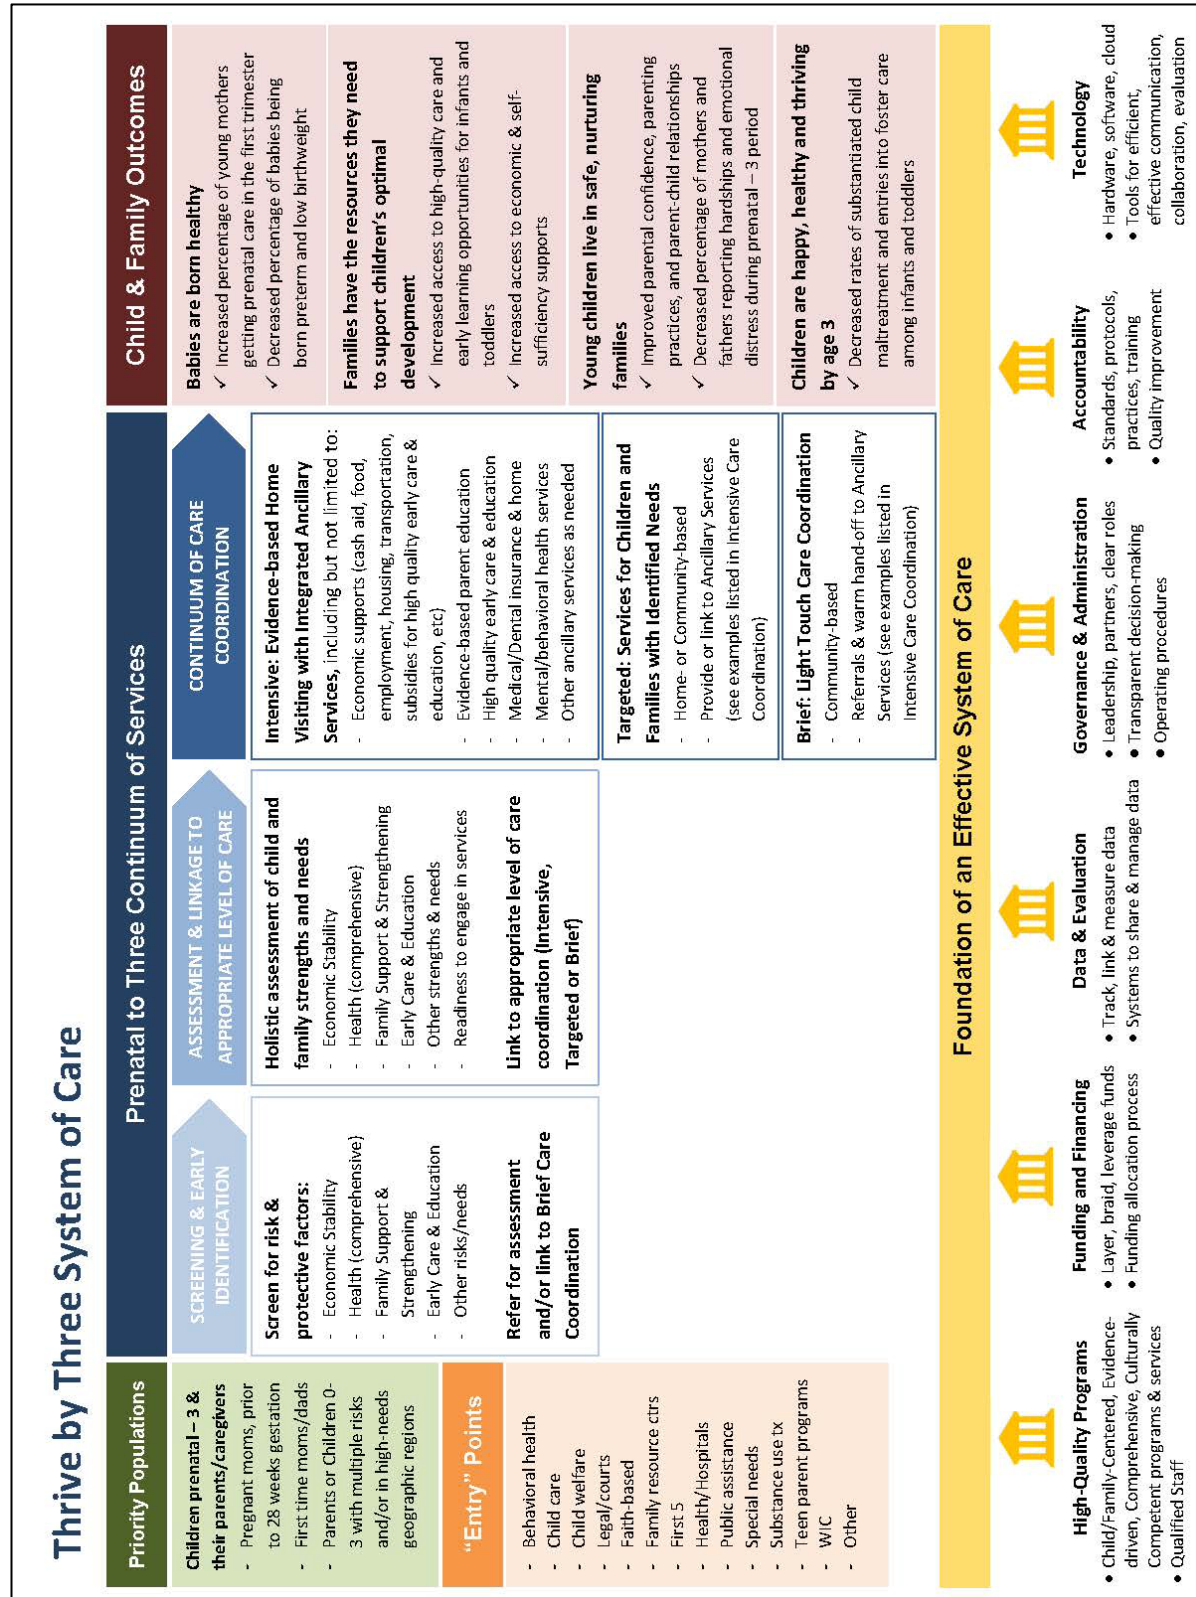 Thrive by Three System of Care
Priority Populations
Children prenatal – 3 &
their parents/caregivers
- Pregnant moms, prior
to 28 weeks gestation
- First time moms/dads
- Parents or Children 0-
3 with multiple risks
and/or in high-needs
geographic regions
"Entry" Points
- Behavioral health
- Child care
- Child welfare
- Legal/courts
- Faith-based
- Family resource ctrs
- First 5
- Health/Hospitals
- Public assistance
- Special needs
- Substance use tx
- Teen parent programs
- WIC
- Other
Prenatal to Three Continuum of Services
SCREENING & EARLY
IDENTIFICATION
Screen for risk &
protective factors:
- Economic Stability
- Health (comprehensive)
- Family Support &
Strengthening
- Early Care & Education
- Other risks/needs
Refer for assessment
and/or link to Brief Care
Coordination
ASSESSMENT & LINKAGE TO
APPROPRIATE LEVEL OF CARE
Holistic assessment of child and
family strengths and needs
- Economic Stability
- Health (comprehensive)
- Family Support & Strengthening
- Early Care & Education
- Other strengths & needs
- Readiness to engage in services
Link to appropriate level of care
coordination (Intensive,
Targeted or Brief)
CONTINUUM OF CARE
COORDINATION
Intensive: Evidence-based Home
Visiting with Integrated Ancillary
Services, including but not limited to:
- Economic supports (cash aid, food,
employment, housing, transportation,
subsidies for high quality early care &
education, etc)
- Evidence-based parent education
- High quality early care & education
- Medical/Dental insurance & home
- Mental/behavioral health services
- Other ancillary services as needed
Targeted: Services for Children and
Families with Identified Needs
- Home- or Community-based
- Provide or link to Ancillary Services
(see examples listed in Intensive Care
Coordination)
Brief: Light Touch Care Coordination
- Community-based
- Referrals & warm hand-off to Ancillary
Services (see examples listed in
Intensive Care Coordination)
Child & Family Outcomes
Babies are born healthy
✓ Increased percentage of young mothers
getting prenatal care in the first trimester
✓ Decreased percentage of babies being
born preterm and low birthweight
Families have the resources they need
to support children's optimal
development
✓ Increased access to high-quality care and
early learning opportunities for infants and
toddlers
✓ Increased access to economic & self-
sufficiency supports
Young children live in safe, nurturing
families
✓ Improved parental confidence, parenting
practices, and parent-child relationships
✓ Decreased percentage of mothers and
fathers reporting hardships and emotional
distress during prenatal – 3 period
Children are happy, healthy and thriving
by age 3
✓ Decreased rates of substantiated child
maltreatment and entries into foster care
among infants and toddlers
Foundation of an Effective System of Care
High-Quality Programs
• Child/Family-Centered, Evidence-
driven, Comprehensive, Culturally
Competent programs & services
• Qualified Staff
Funding and Financing
• Layer, braid, leverage funds
• Funding allocation process
Data & Evaluation
• Track, link & measure data
• Systems to share & manage data
Governance & Administration
• Leadership, partners, clear roles
• Transparent decision-making
• Operating procedures
Accountability
• Standards, protocols,
practices, training
• Quality improvement
Technology
• Hardware, software, cloud
• Tools for efficient,
effective communication,
collaboration, evaluation